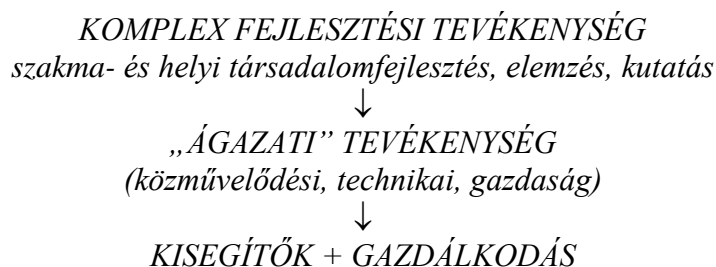 KOMPLEX FEJLESZTÉSI TEVÉKENYSÉG
szakma- és helyi társadalomfejlesztés, elemzés, kutatás
↓
„ÁGAZATI” TEVÉKENYSÉG
(közművelődési, technikai, gazdaság)
↓
KISEGÍTŐK + GAZDÁLKODÁS